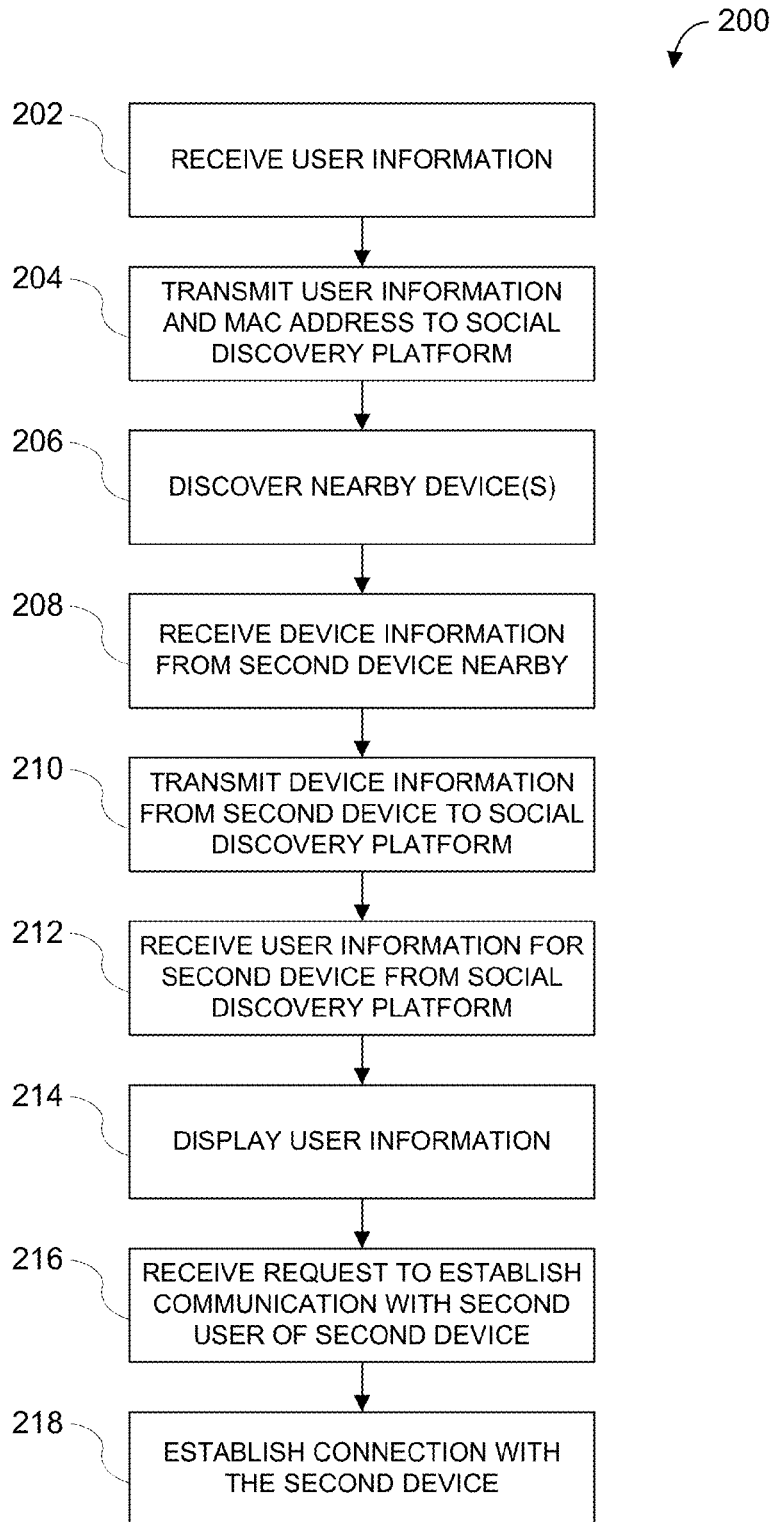 200
202
RECEIVE USER INFORMATION
204
TRANSMIT USER INFORMATION
AND MAC ADDRESS TO SOCIAL
DISCOVERY PLATFORM
206
DISCOVER NEARBY DEVICE(S)
208
RECEIVE DEVICE INFORMATION
FROM SECOND DEVICE NEARBY
210
TRANSMIT DEVICE INFORMATION
FROM SECOND DEVICE TO SOCIAL
DISCOVERY PLATFORM
212
RECEIVE USER INFORMATION FOR
SECOND DEVICE FROM SOCIAL
DISCOVERY PLATFORM
214
DISPLAY USER INFORMATION
216
RECEIVE REQUEST TO ESTABLISH
COMMUNICATION WITH SECOND
USER OF SECOND DEVICE
218
ESTABLISH CONNECTION WITH
THE SECOND DEVICE